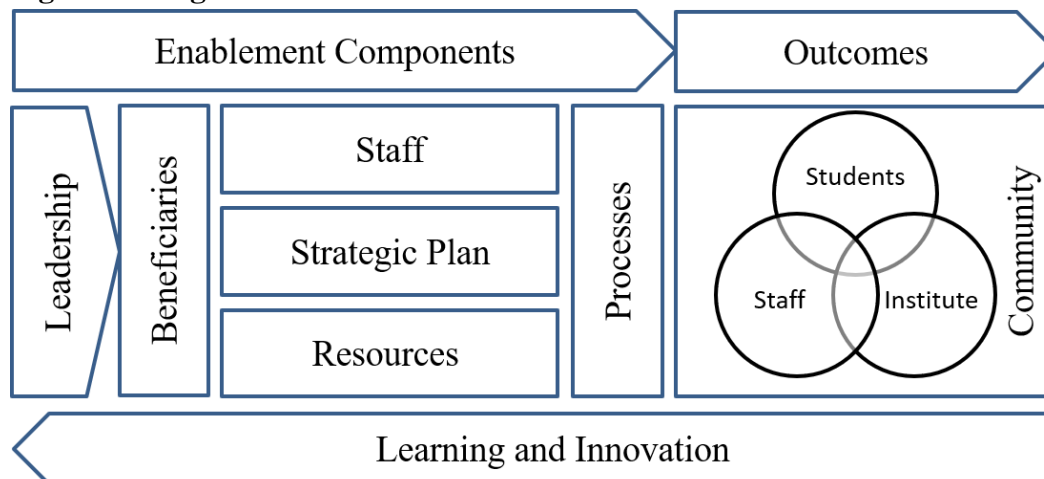 Enablement Components
Outcomes
Leadership
Beneficiaries
Staff
Strategic Plan
Resources
Processes
Students
Staff
Institute
Community
Learning and Innovation